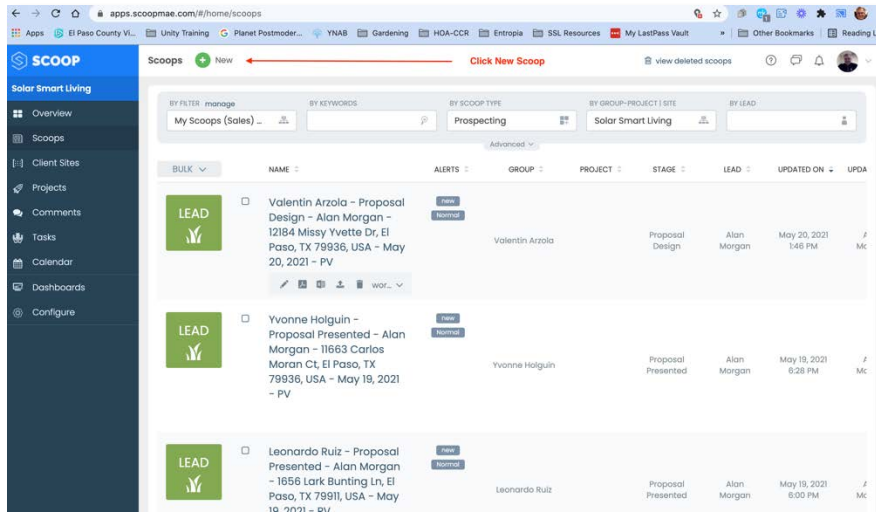 apps.scoopmae.com/#/home/scoops
Apps El Paso County Vi... Unity Training Planet Postmoder... YNAB Gardening HOA-CCR Entropia SSL Resources My LastPass Vault » Other Bookmarks Reading L
SCOOP
Scoops New Click New Scoop view deleted scoops
Solar Smart Living
Overview
Scoops
Client Sites
Projects
Comments
Tasks
Calendar
Dashboards
Configure
BY FILTER manage BY KEYWORDS BY SCOOP TYPE BY GROUP-PROJECT | SITE BY LEAD
My Scoops (Sales) ... Prospecting Solar Smart Living
Advanced
BULK NAME ALERTS GROUP PROJECT STAGE LEAD UPDATED ON UPDA
LEAD
Valentin Arzola - Proposal
Design - Alan Morgan -
12184 Missy Yvette Dr, El
Paso, TX 79936, USA - May
20, 2021 - PV
new
Normal
Valentin Arzola
Proposal
Design
Alan
Morgan
May 20, 2021
1:46 PM
A
Mo
wor...
LEAD
Yvonne Holguin -
Proposal Presented - Alan
Morgan - 11663 Carlos
Moran Ct, El Paso, TX
79936, USA - May 19, 2021
- PV
new
Normal
Yvonne Holguin
Proposal
Presented
Alan
Morgan
May 19, 2021
6:28 PM
A
Mo
LEAD
Leonardo Ruiz - Proposal
Presented - Alan Morgan
- 1656 Lark Bunting Ln, El
Paso, TX 79911, USA - May
19, 2021 - PV
new
Normal
Leonardo Ruiz
Proposal
Presented
Alan
Morgan
May 19, 2021
6:00 PM
A
Mo